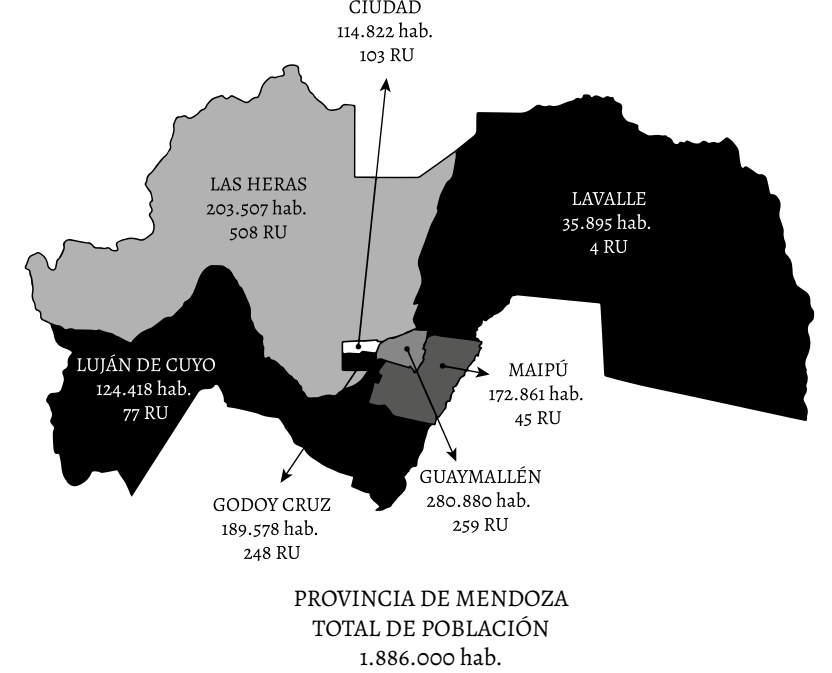 CIUDAD
114.822 hab.
103 RU
LAS HERAS
203.507 hab.
508 RU
LAVALLE
35.895 hab.
4 RU
LUJÁN DE CUYO
124.418 hab.
77 RU
MAIPÚ
172.861 hab.
45 RU
GUAYMALLÉN
280.880 hab.
259 RU
GODOY CRUZ
189.578 hab.
248 RU
PROVINCIA DE MENDOZA
TOTAL DE POBLACIÓN
1.886.000 hab.